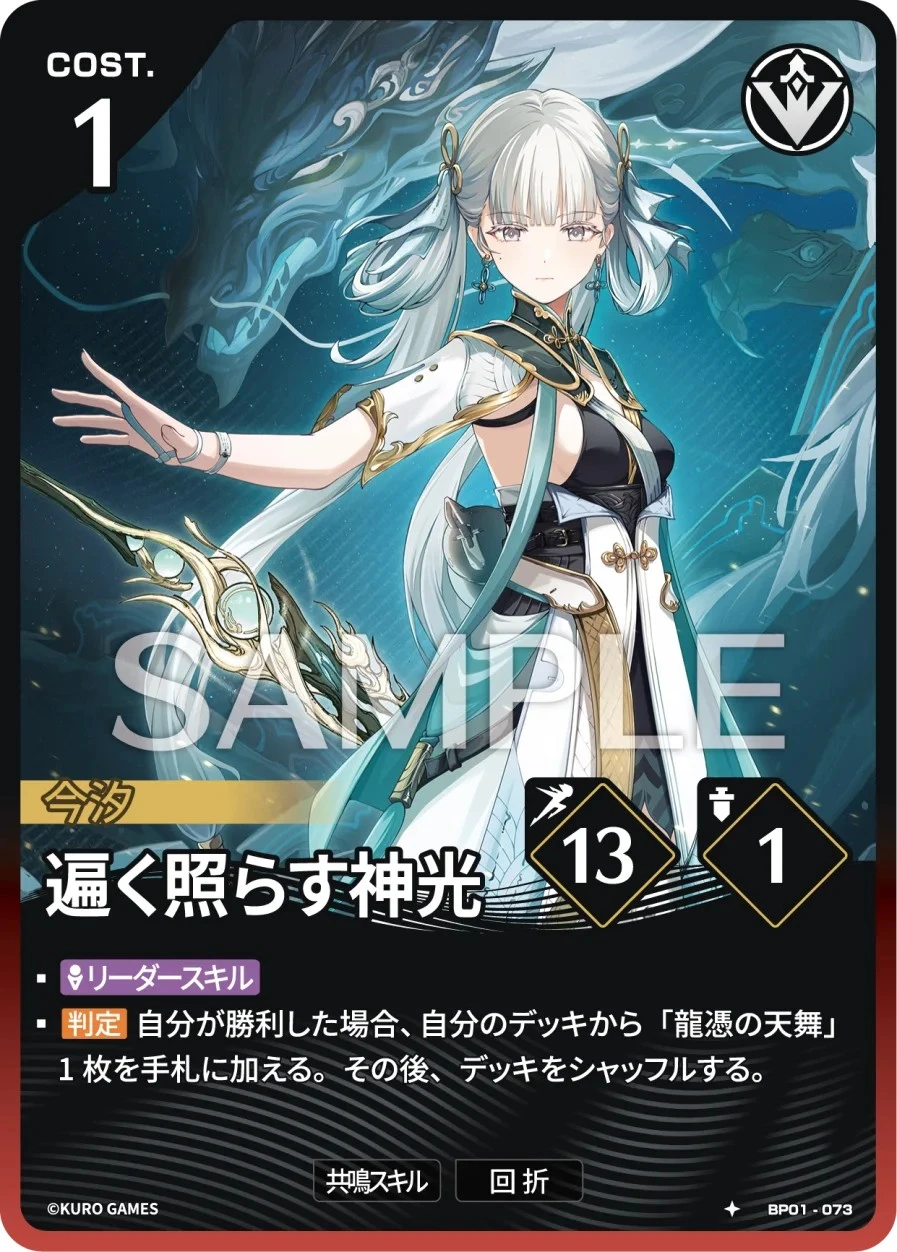 COST.
1
SAMPLE
今汐
遍く照らす神光
13
1
▪ リーダースキル
▪ 判定 自分が勝利した場合、自分のデッキから「龍憑の天舞」
1枚を手札に加える。その後、デッキをシャッフルする。
共鳴スキル
回折
©KURO GAMES
BP01 - 073